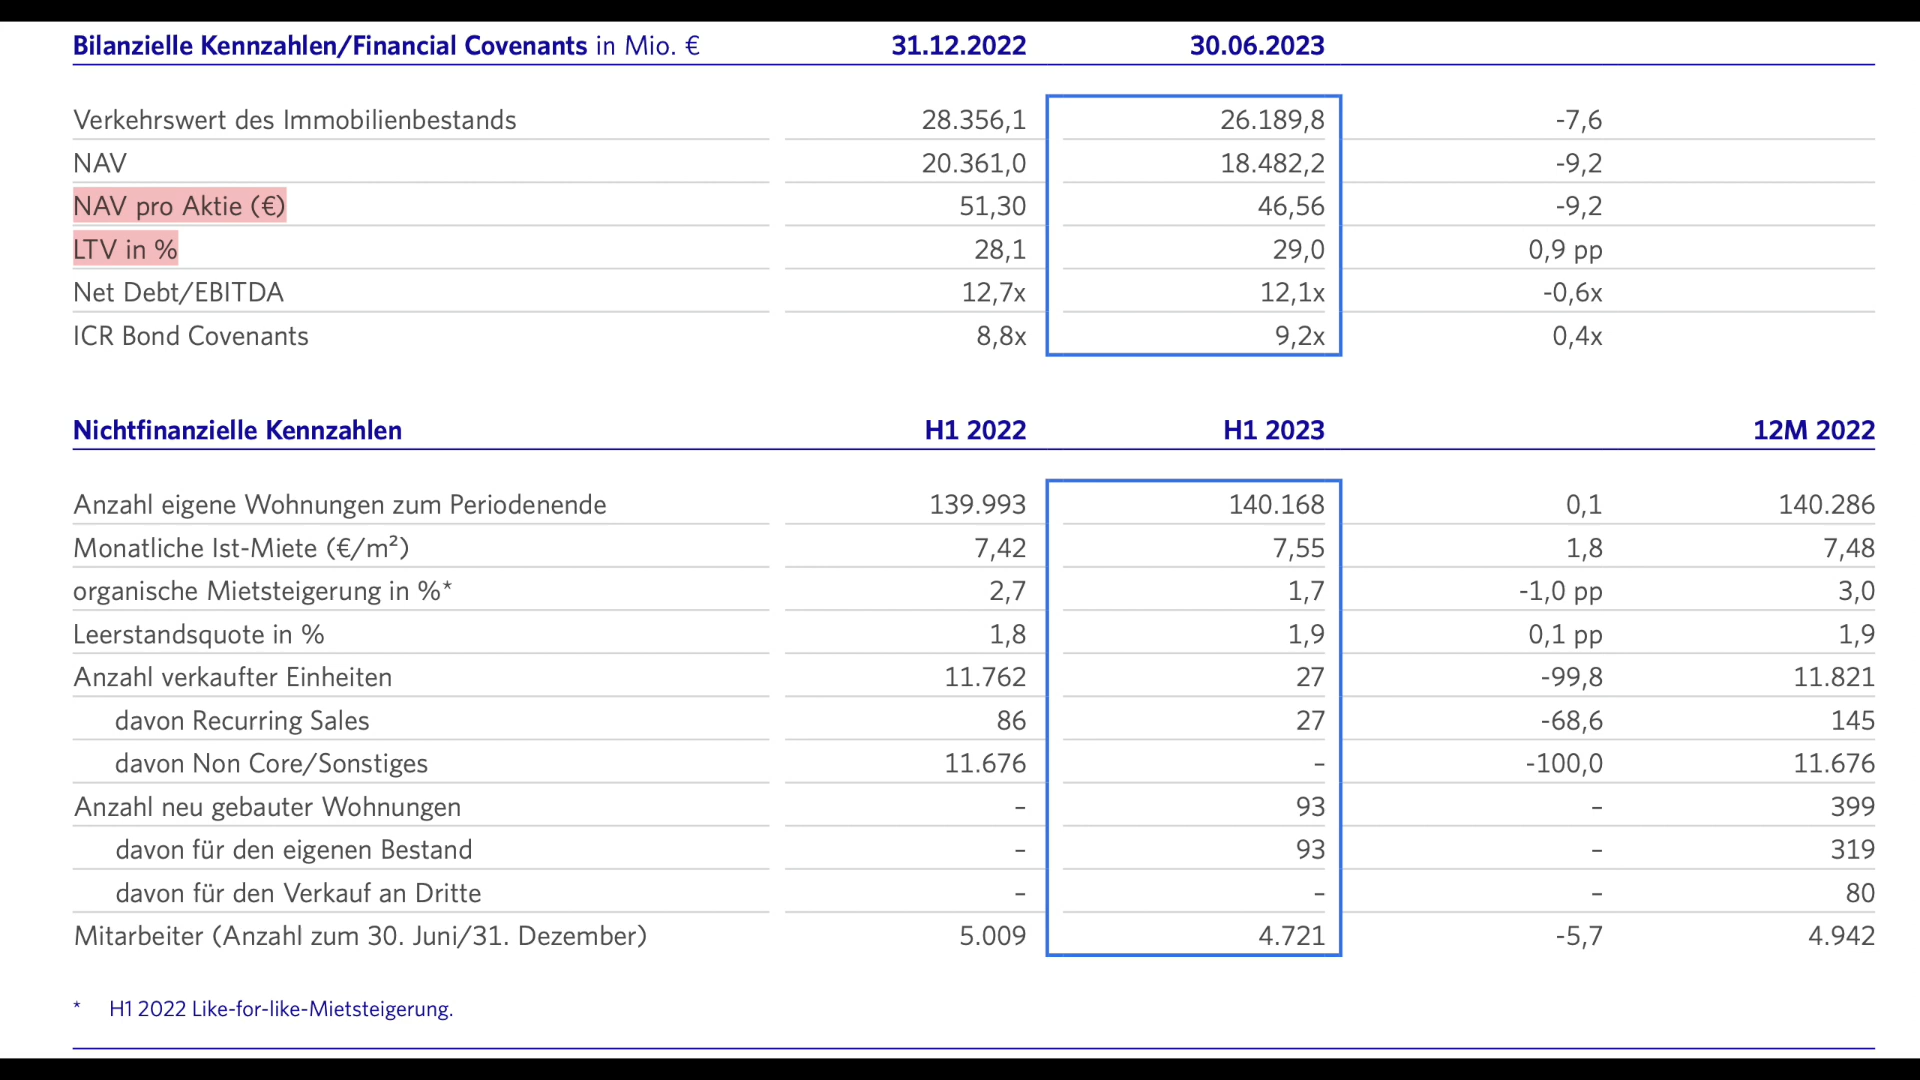 Bilanzielle Kennzahlen/Financial Covenants in Mio. € 31.12.2022 30.06.2023
Verkehrswert des Immobilienbestands 28.356,1 26.189,8 -7,6
NAV 20.361,0 18.482,2 -9,2
NAV pro Aktie (€) 51,30 46,56 -9,2
LTV in % 28,1 29,0 0,9 pp
Net Debt/EBITDA 12,7x 12,1x -0,6x
ICR Bond Covenants 8,8x 9,2x 0,4x
Nichtfinanzielle Kennzahlen H1 2022 H1 2023 12M 2022
Anzahl eigene Wohnungen zum Periodenende 139.993 140.168 0,1 140.286
Monatliche Ist-Miete (€/m²) 7,42 7,55 1,8 7,48
organische Mietsteigerung in %* 2,7 1,7 -1,0 pp 3,0
Leerstandsquote in % 1,8 1,9 0,1 pp 1,9
Anzahl verkaufter Einheiten 11.762 27 -99,8 11.821
davon Recurring Sales 86 27 -68,6 145
davon Non Core/Sonstiges 11.676 – -100,0 11.676
Anzahl neu gebauter Wohnungen – 93 – 399
davon für den eigenen Bestand – 93 – 319
davon für den Verkauf an Dritte – – – 80
Mitarbeiter (Anzahl zum 30. Juni/31. Dezember) 5.009 4.721 -5,7 4.942
* H1 2022 Like-for-like-Mietsteigerung.